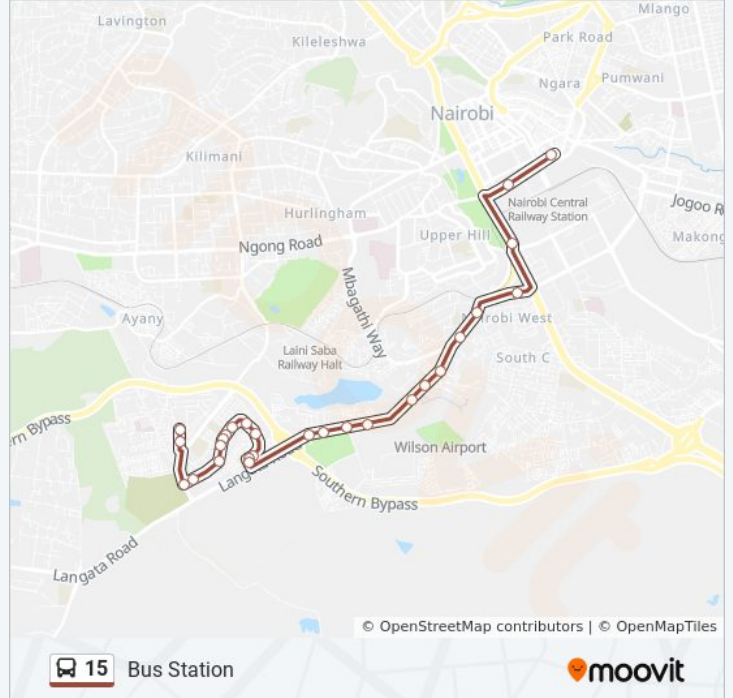 Mlango
Lavington
Park Road
Kileleshwa
Ngara
Pumwani
Nairobi
Kilimani
Nairobi Central
Railway Station
Jogoo R
Hurlingham
Upper Hill
Makong
Ngong Road
Mbagathi Way
Ayany
Nairobi West
Laini Saba
Railway Halt
South C
rn Bypass
Wilson Airport
Southern Bypass
Langata Road
© OpenStreetMap contributors | © OpenMapTiles
15 Bus Station
moovit